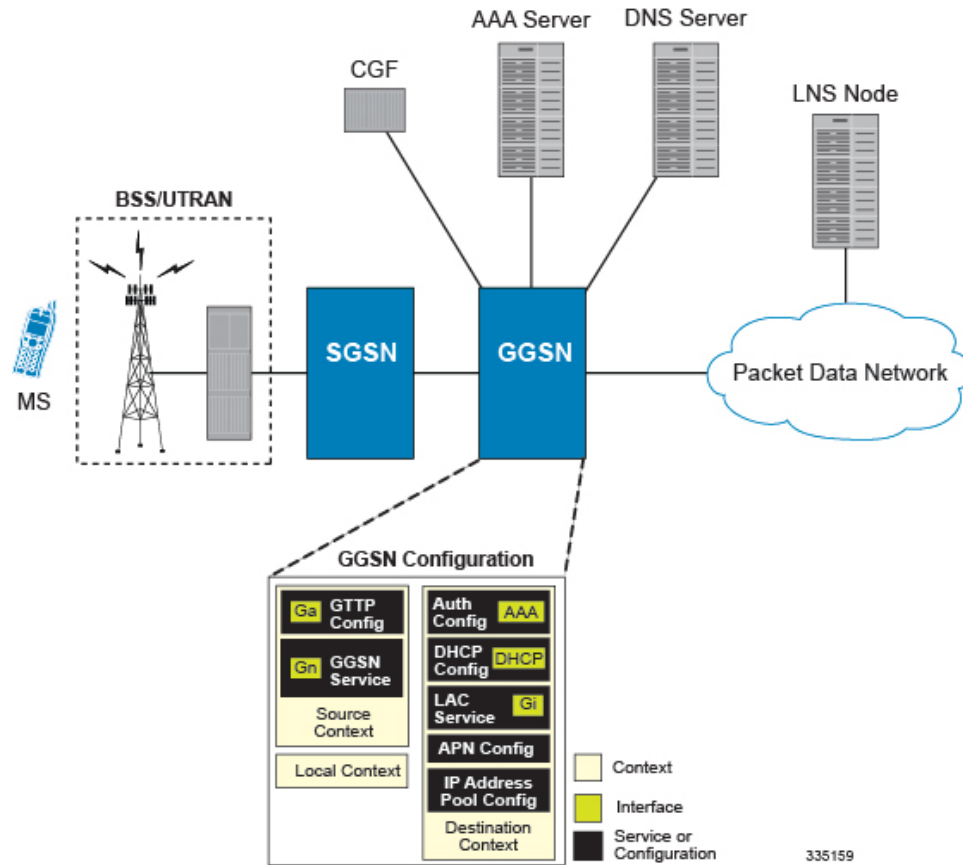 AAA Server
DNS Server
CGF
LNS Node
BSS/UTRAN
MS
SGSN
GGSN
Packet Data Network
GGSN Configuration
Ga
GTTP
Config
Gn
GGSN
Service
Source
Context
Local Context
Auth
Config
AAA
DHCP
Config
DHCP
LAC
Service
Gi
APN Config
IP Address
Pool Config
Destination
Context
Context
Interface
Service or
Configuration
335159